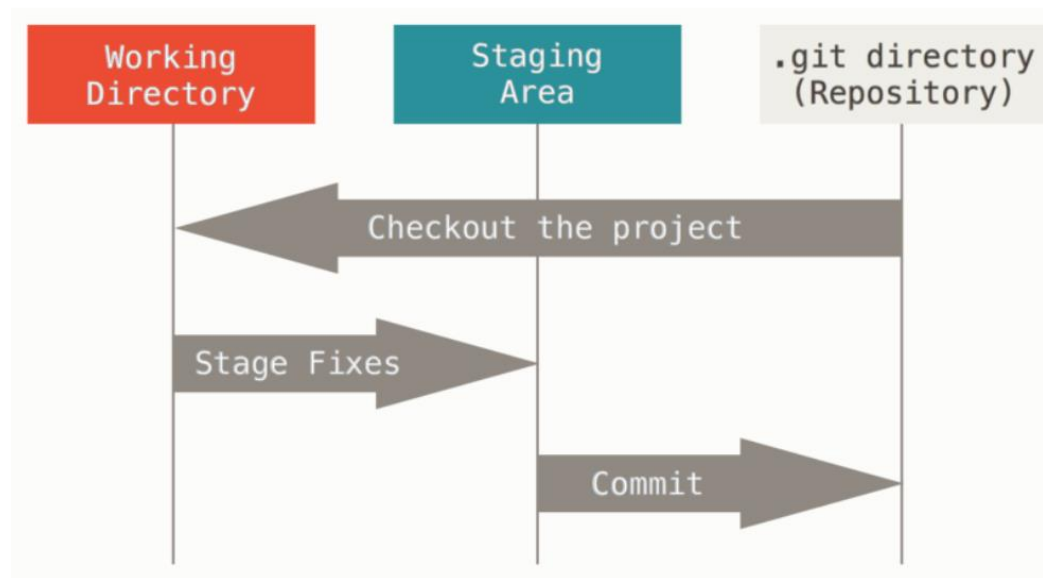 Working
Directory
Staging
Area
.git directory
(Repository)
Checkout the project
Stage Fixes
Commit